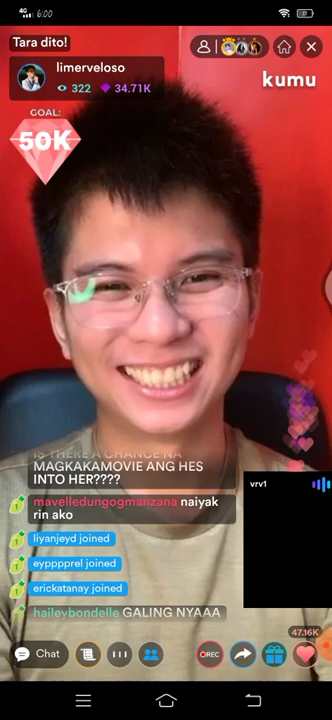 4G
6:00
Tara dito!
limerveloso
322 34.71K
kumu
GOAL:
50K
IS THERE A CHANCE NA
MAGKAKAMOVIE ANG HES
INTO HER????
mavelledungogmanzana naiyak
rin ako
liyanjeyd joined
eypppprel joined
erickatanay joined
haileybondelle GALING NYAAA
vrv1
Chat
REC
47.16K